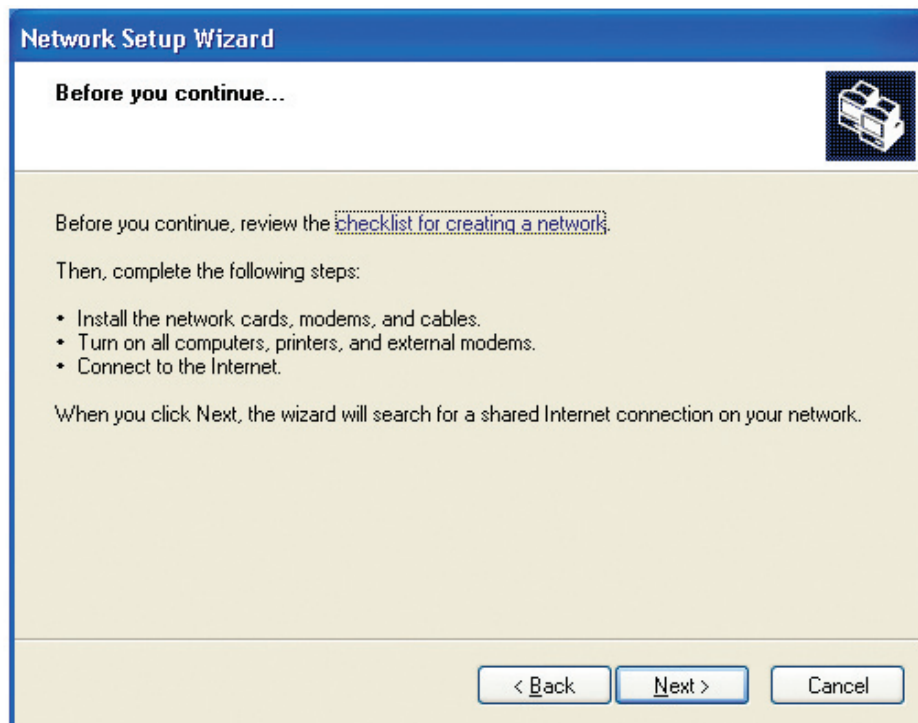 Network Setup Wizard
Before you continue...
Before you continue, review the checklist for creating a network.
Then, complete the following steps:
• Install the network cards, modems, and cables.
• Turn on all computers, printers, and external modems.
• Connect to the Internet.
When you click Next, the wizard will search for a shared Internet connection on your network.
< Back Next > Cancel